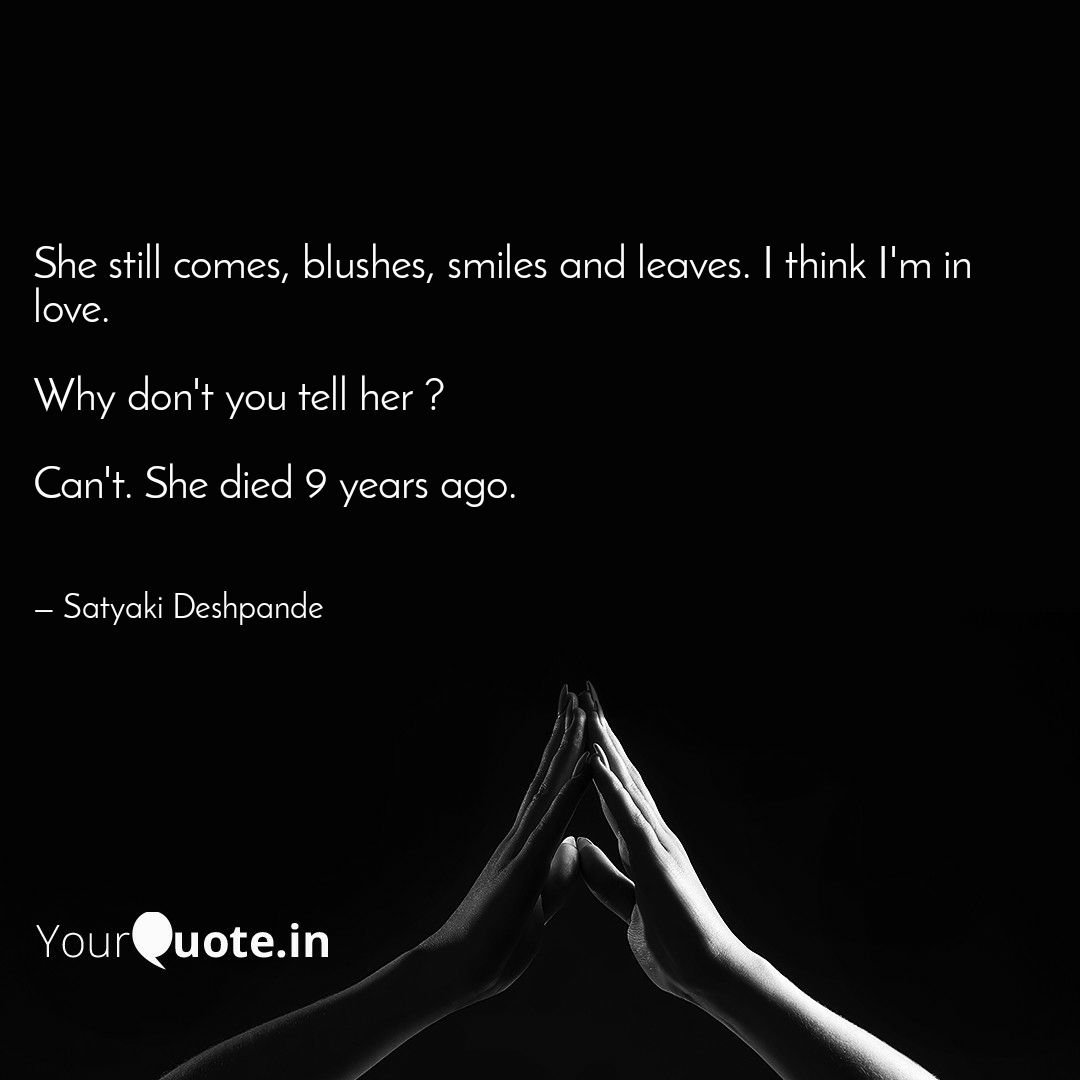 She still comes, blushes, smiles and leaves. I think I'm in
love.
Why don't you tell her ?
Can't. She died 9 years ago.
– Satyaki Deshpande
YourQuote.in